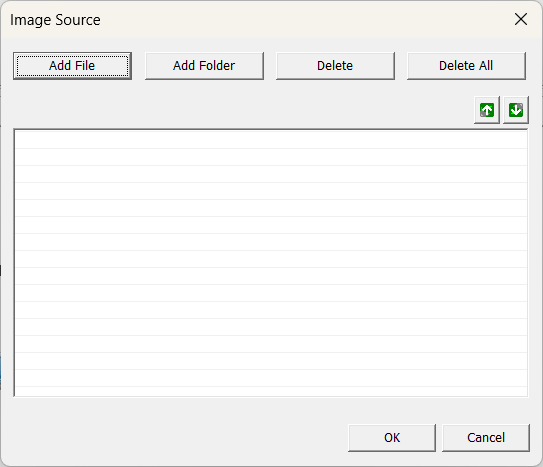 Image Source
Add File
Add Folder
Delete
Delete All
OK
Cancel